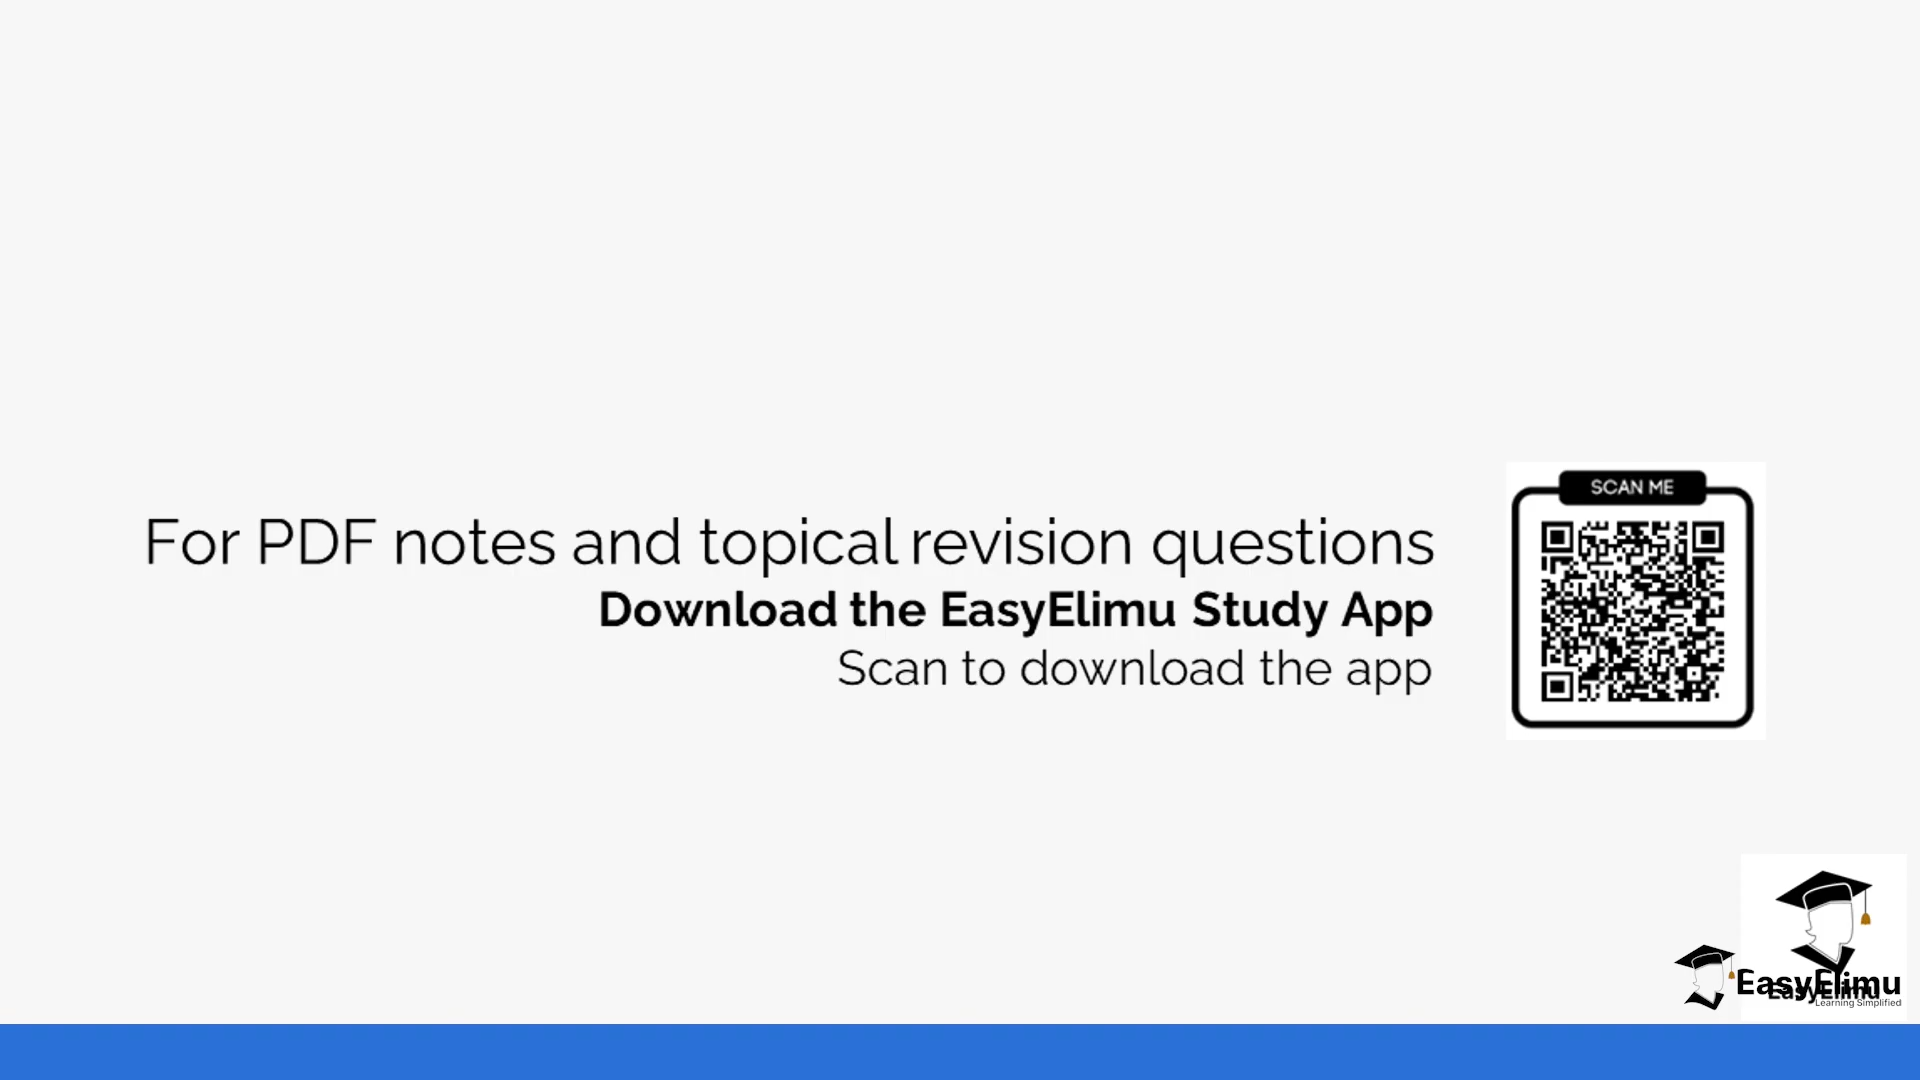 SCAN ME
For PDF notes and topical revision questions
Download the EasyElimu Study App
Scan to download the app
EasyElimu
EasyElimu
Learning Simplified